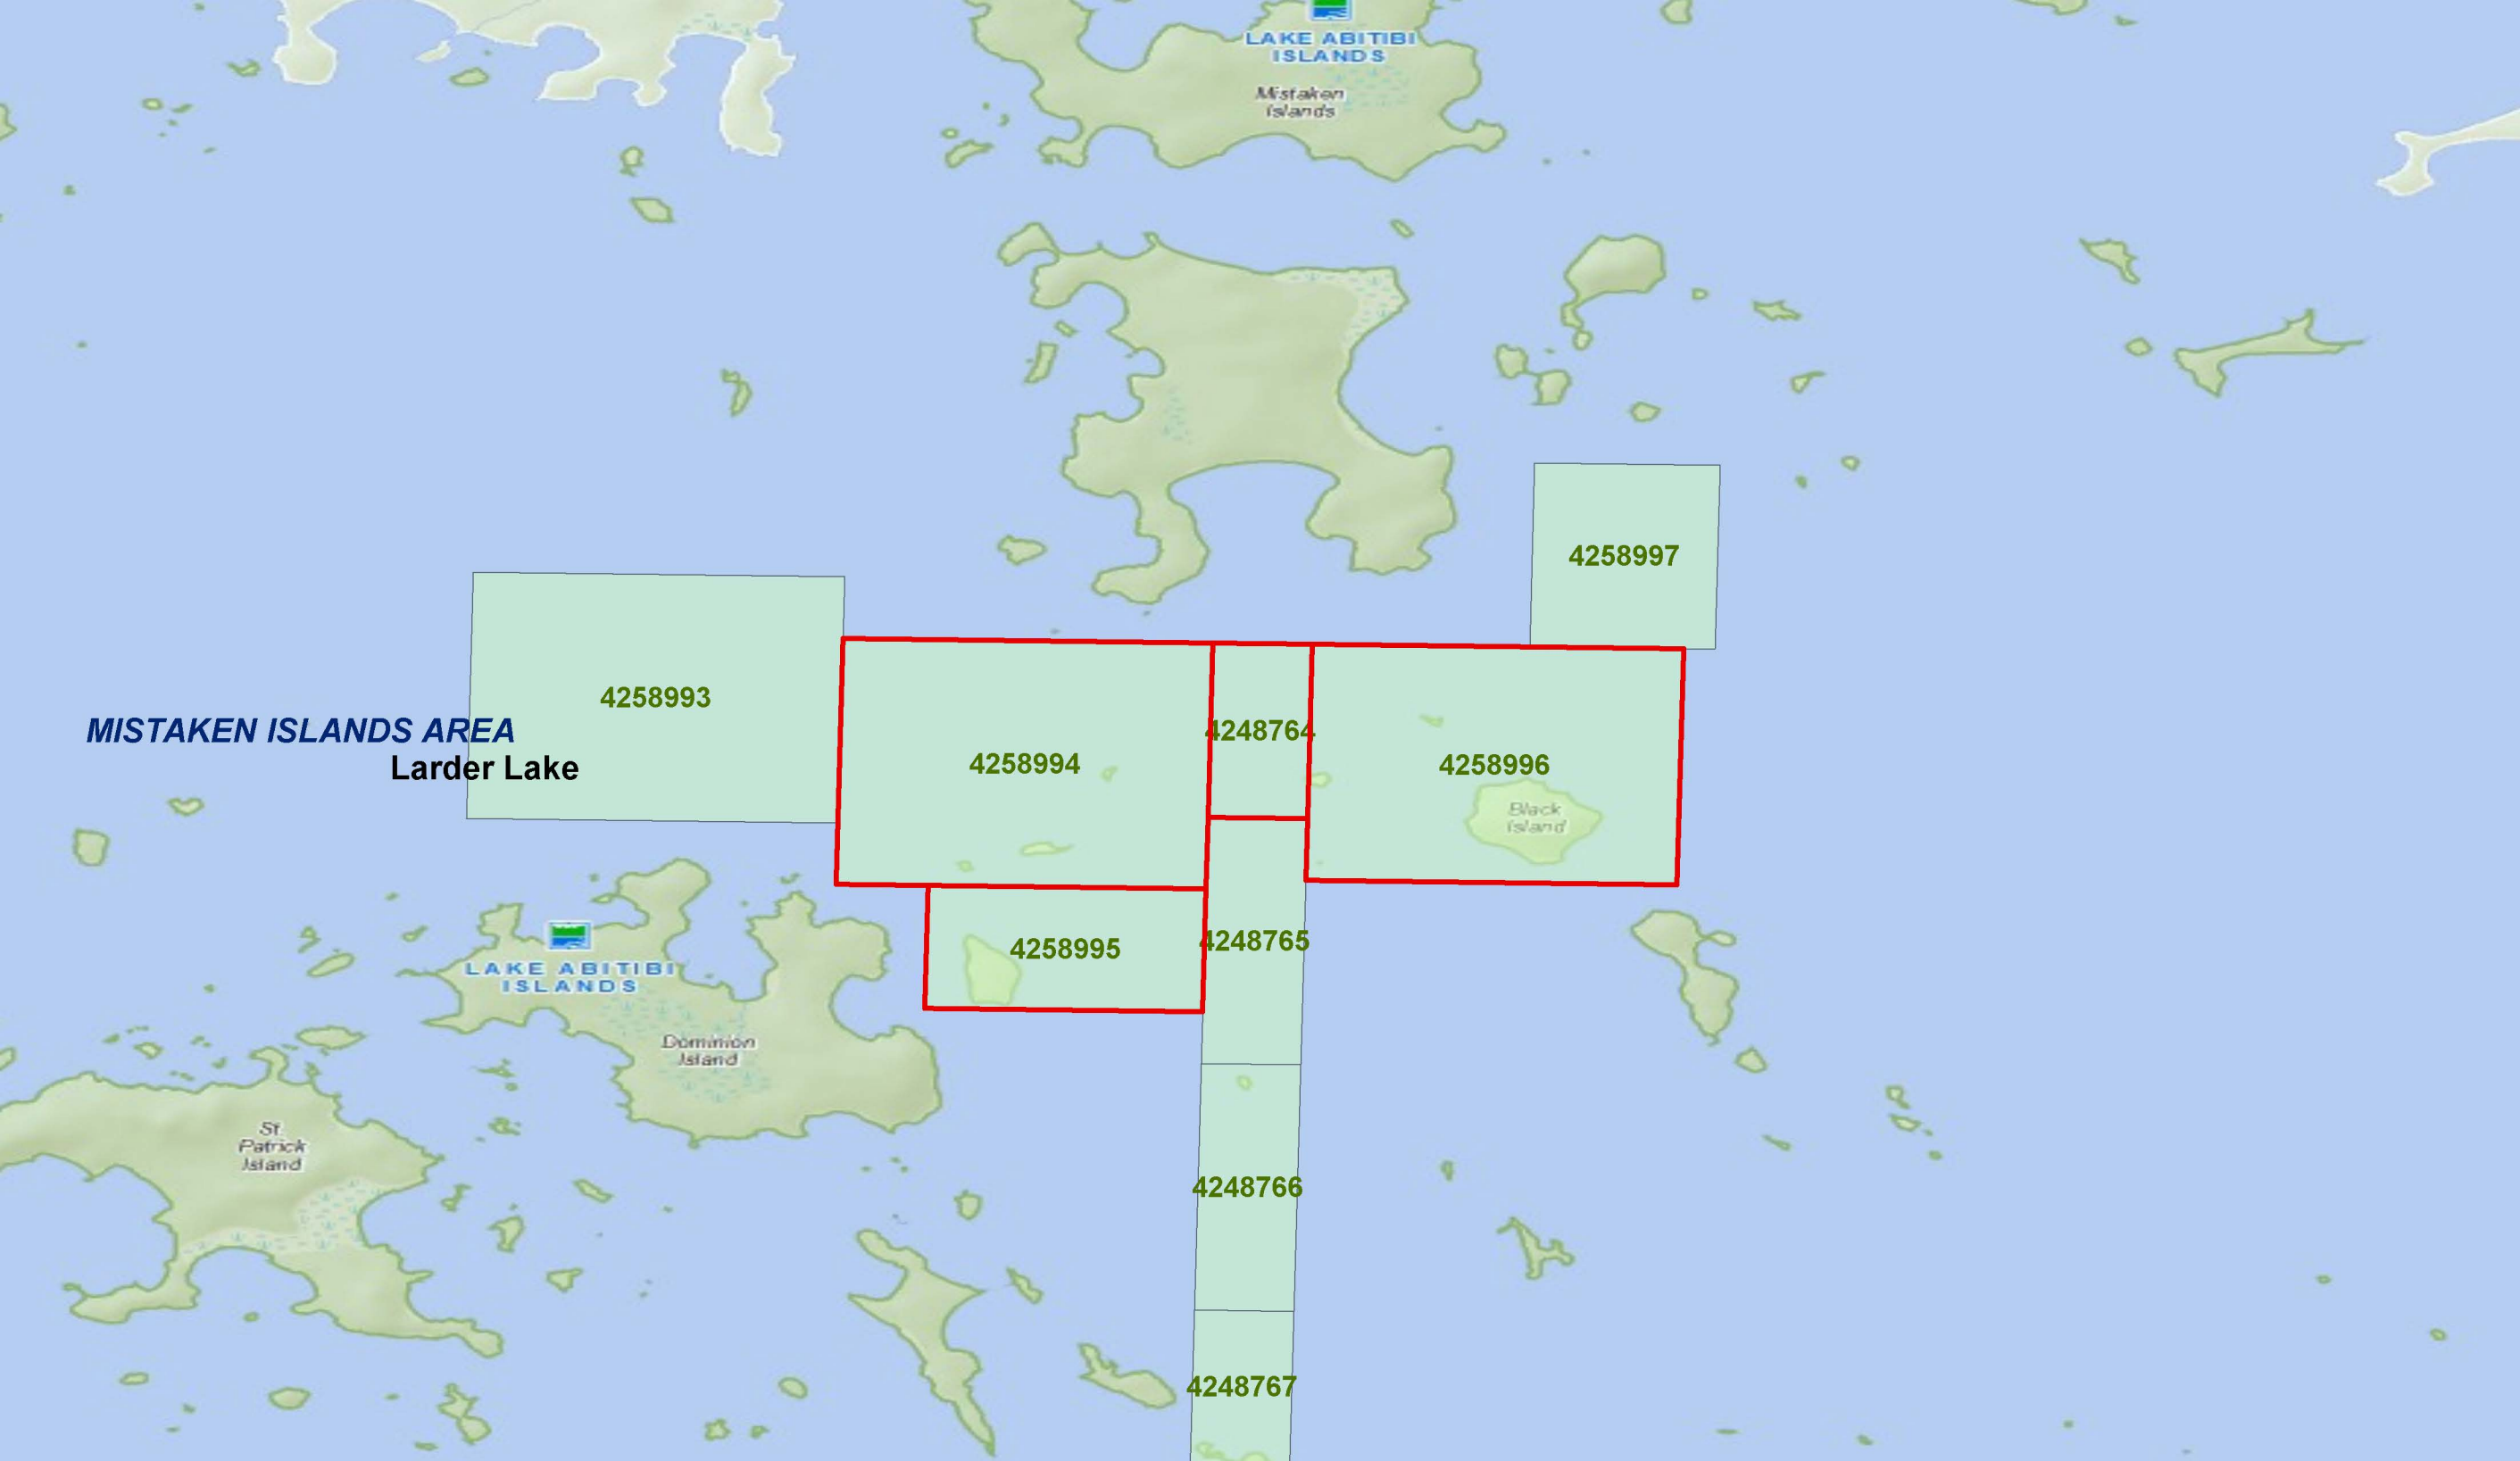 LAKE ABITIBI
ISLANDS
Mistaken
Islands
4258997
4258993
MISTAKEN ISLANDS AREA
Larder Lake
4258994
4248764
4258996
Black
Island
4258995
4248765
LAKE ABITIBI
ISLANDS
Dominion
Island
St.
Patrick
Island
4248766
4248767